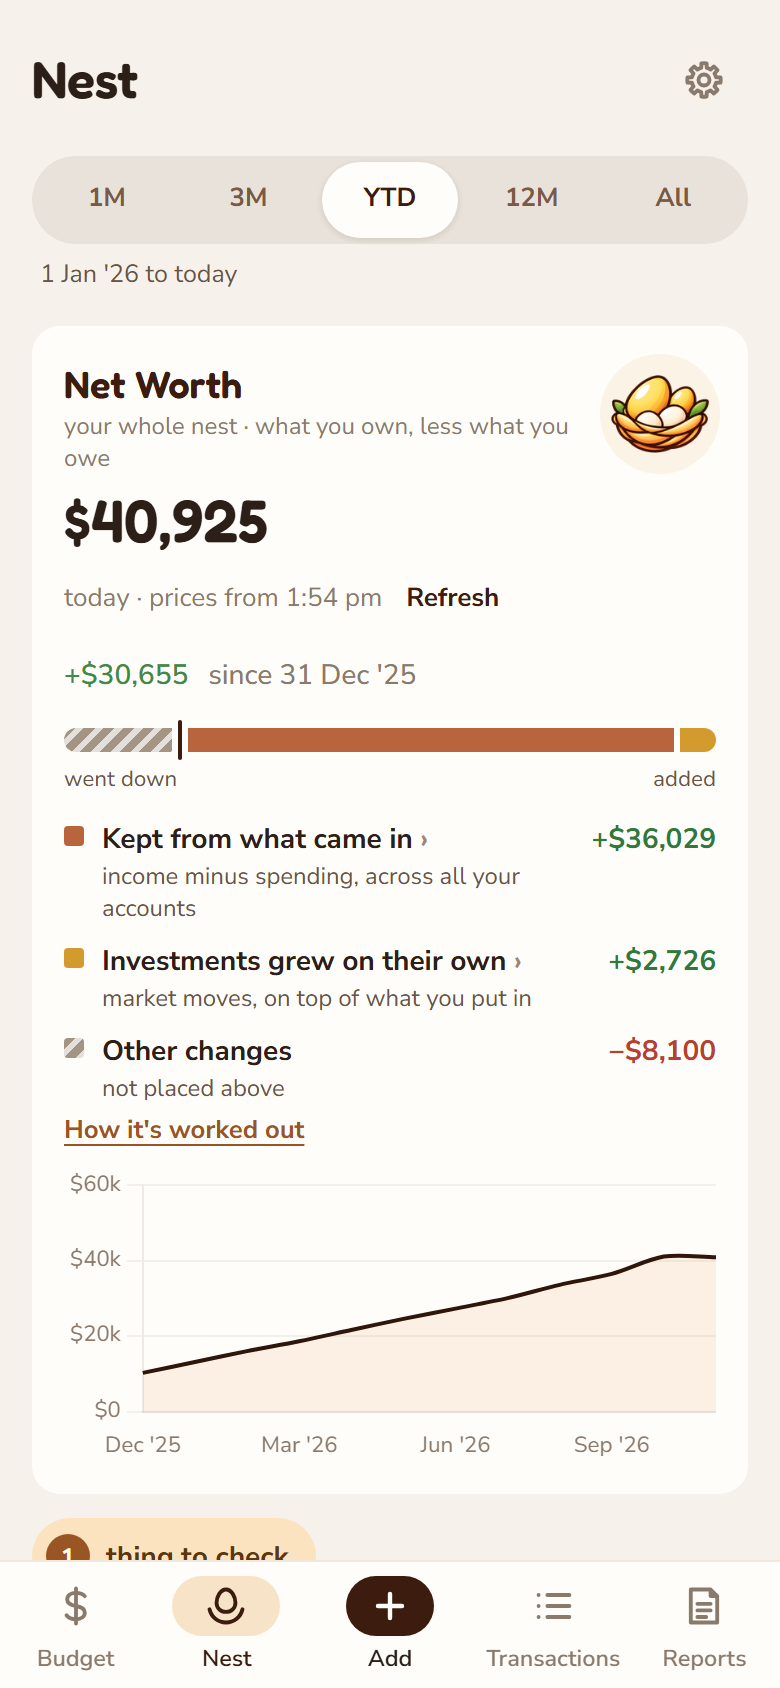 Nest
1M 3M YTD 12M All
1 Jan '26 to today
Net Worth
your whole nest · what you own, less what you
owe
$40,925
today · prices from 1:54 pm Refresh
+$30,655 since 31 Dec '25
went down added
Kept from what came in › +$36,029
income minus spending, across all your
accounts
Investments grew on their own › +$2,726
market moves, on top of what you put in
Other changes −$8,100
not placed above
How it's worked out
$60k
$40k
$20k
$0
Dec '25 Mar '26 Jun '26 Sep '26
1 thing to check
Budget Nest Add Transactions Reports